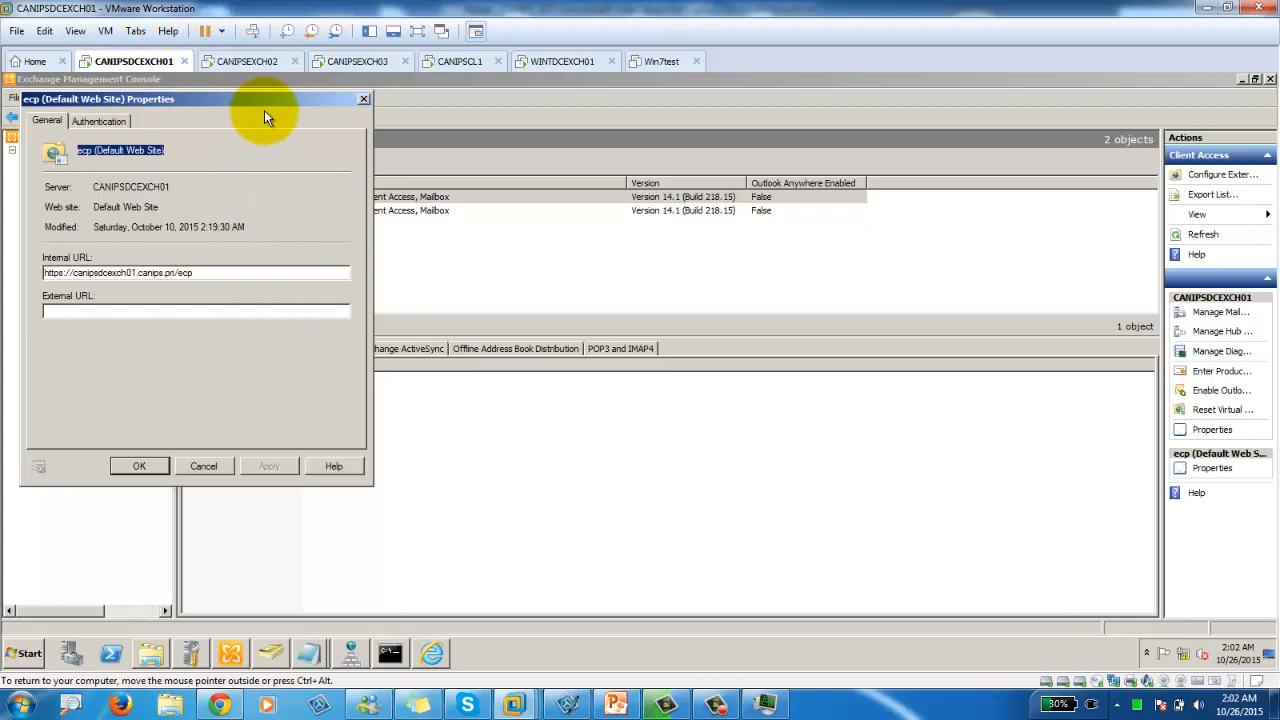 CANIPSDCEXCH01 - VMware Workstation
File Edit View VM Tabs Help
Home CANIPSDCEXCH01 CANIPSEXCH02 CANIPSEXCH03 CANIPSCL1 WINTDCEXCH01 Win7test
Exchange Management Console
ecp (Default Web Site) Properties
General Authentication
ecp (Default Web Site)
Server: CANIPSDCEXCH01
Web site: Default Web Site
Modified: Saturday, October 10, 2015 2:19:30 AM
Internal URL:
https://canipsdcexch01.canips.pri/ecp
External URL:
OK Cancel Apply Help
2 objects
Version Outlook Anywhere Enabled
ent Access, Mailbox Version 14.1 (Build 218.15) False
ent Access, Mailbox Version 14.1 (Build 218.15) False
1 object
hange ActiveSync Offline Address Book Distribution POP3 and IMAP4
Actions
Client Access
Configure Exter...
Export List...
View
Refresh
Help
CANIPSDCEXCH01
Manage Mail...
Manage Hub ...
Manage Diag...
Enter Produc...
Enable Outlo...
Reset Virtual ...
Properties
ecp (Default Web S...
Properties
Help
Start
2:02 AM
10/26/2015
To return to your computer, move the mouse pointer outside or press Ctrl+Alt.
30%
2:02 AM
10/26/2015